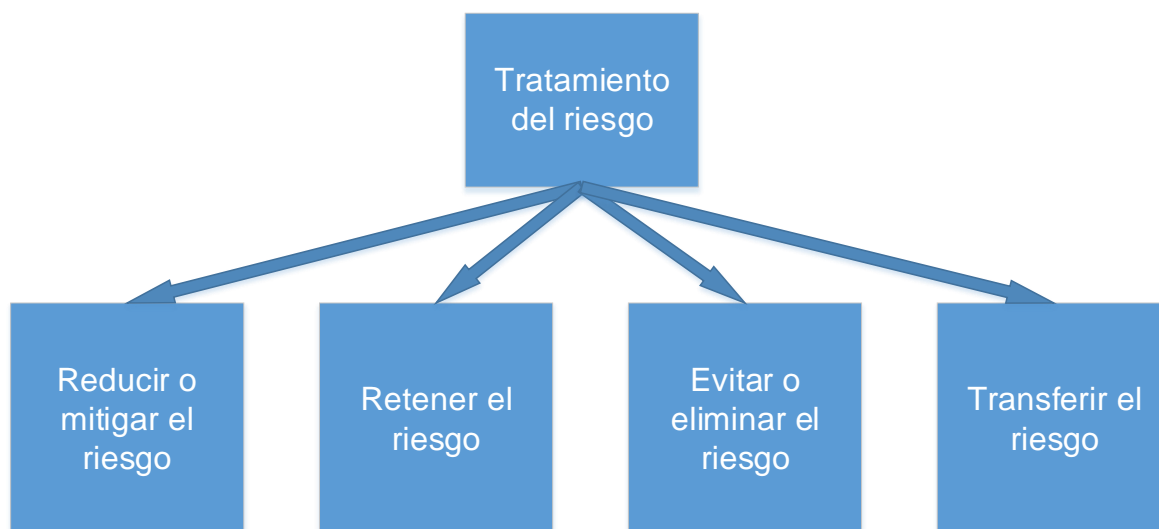 Tratamiento
del riesgo
Reducir o
mitigar el
riesgo
Retener el
riesgo
Evitar o
eliminar el
riesgo
Transferir el
riesgo